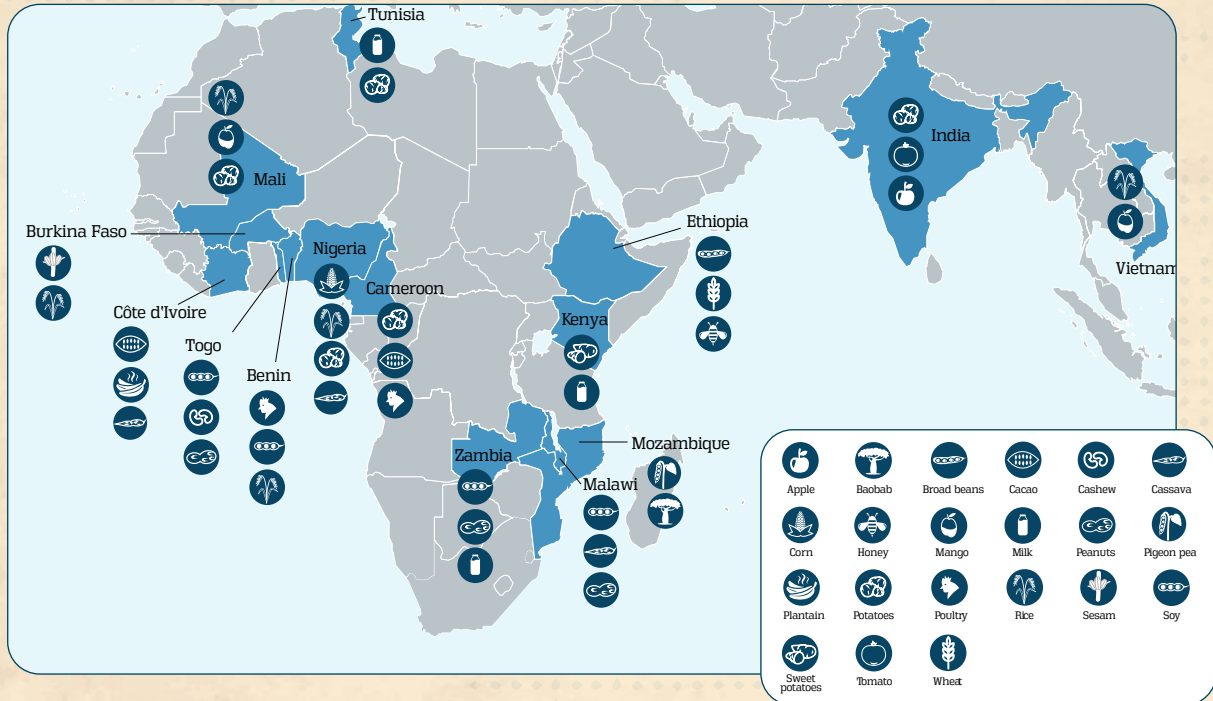 Tunisia
Mali
India
Burkina Faso
Nigeria
Ethiopia
Vietnam
Côte d'Ivoire
Cameroon
Kenya
Togo
Benin
Mozambique
Zambia
Malawi
Apple
Baobab
Broad beans
Cacao
Cashew
Cassava
Corn
Honey
Mango
Milk
Peanuts
Pigeon pea
Plantain
Potatoes
Poultry
Rice
Sesam
Soy
Sweet
potatoes
Tomato
Wheat